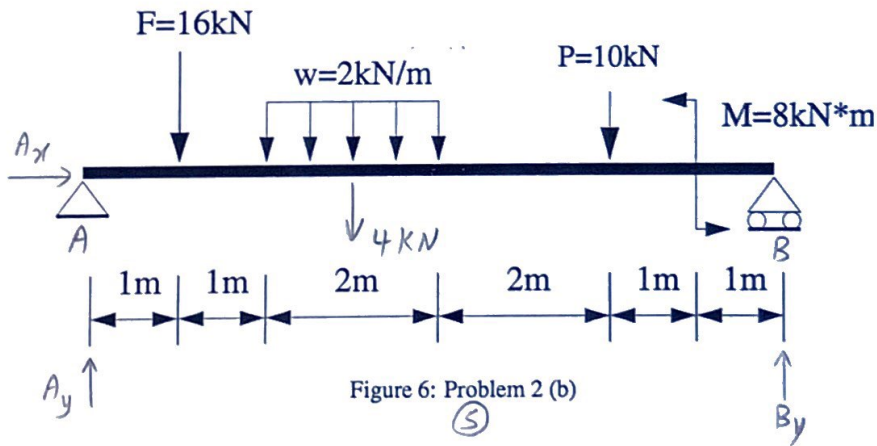 F=16kN
w=2kN/m
P=10kN
M=8kN*m
Ax
A
4KN
B
1m 1m 2m 2m 1m 1m
Ay
Figure 6: Problem 2 (b)
5
By